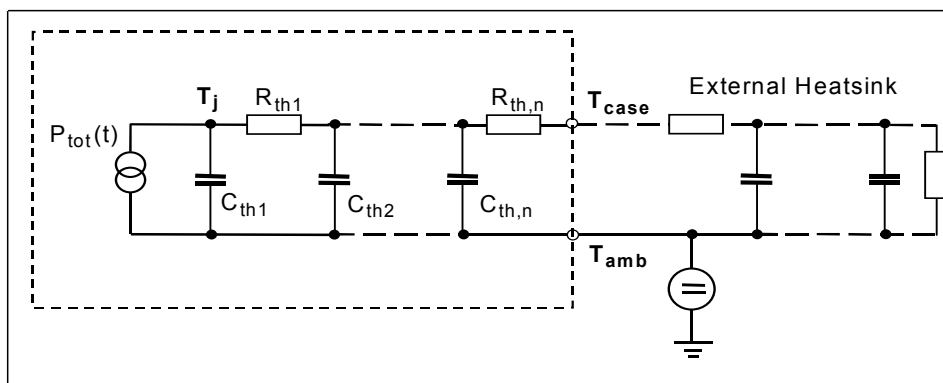 External Heatsink
T_j
R_th1
R_th,n
T_case
P_tot(t)
C_th1
C_th2
C_th,n
T_amb